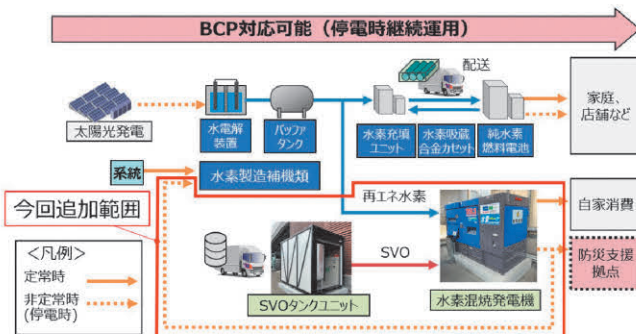 BCP対応可能（停電時継続運用）
配送
太陽光発電
水電解
装置
バッファ
タンク
水素充填
ユニット
水素吸蔵
合金カセット
純水素
燃料電池
家庭、
店舗など
系統
水素製造補機類
今回追加範囲
再エネ水素
自家消費
<凡例>
定常時
非定常時
(停電時)
SVO
防災支援
拠点
SVOタンクユニット
水素混焼発電機